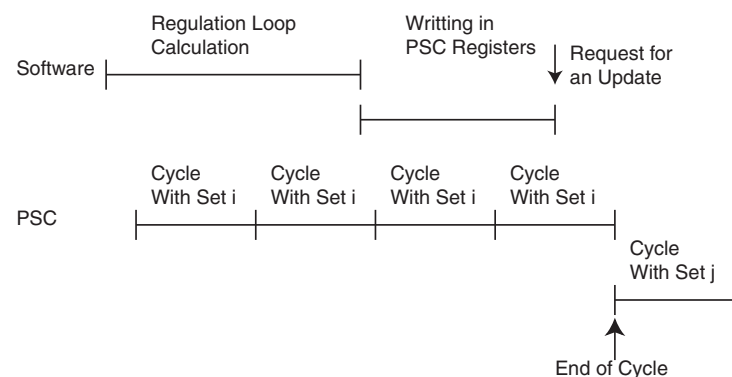 Regulation Loop
Calculation
Writting in
PSC Registers
Request for
an Update
Software
Cycle
With Set i
Cycle
With Set i
Cycle
With Set i
Cycle
With Set i
PSC
Cycle
With Set j
End of Cycle